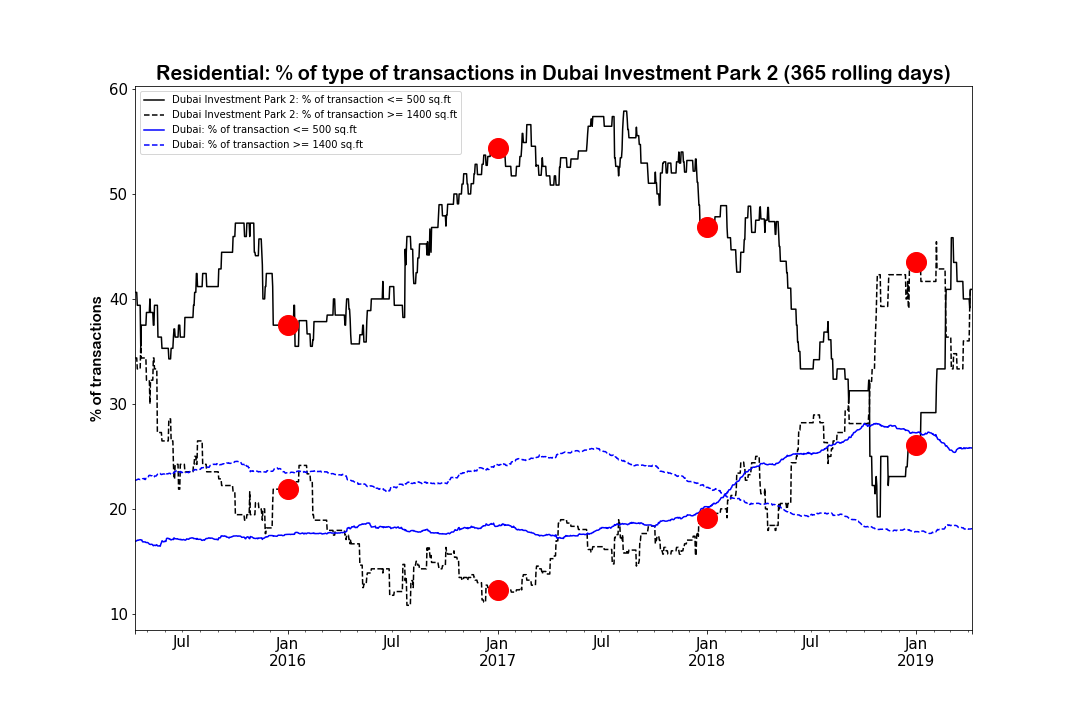 Residential: % of type of transactions in Dubai Investment Park 2 (365 rolling days)
60
Dubai Investment Park 2: % of transaction <= 500 sq.ft
Dubai Investment Park 2: % of transaction >= 1400 sq.ft
Dubai: % of transaction <= 500 sq.ft
Dubai: % of transaction >= 1400 sq.ft
50
40
% of transactions
30
20
10
Jul Jan Jul Jan Jul Jan Jul Jan
2016 2017 2018 2019